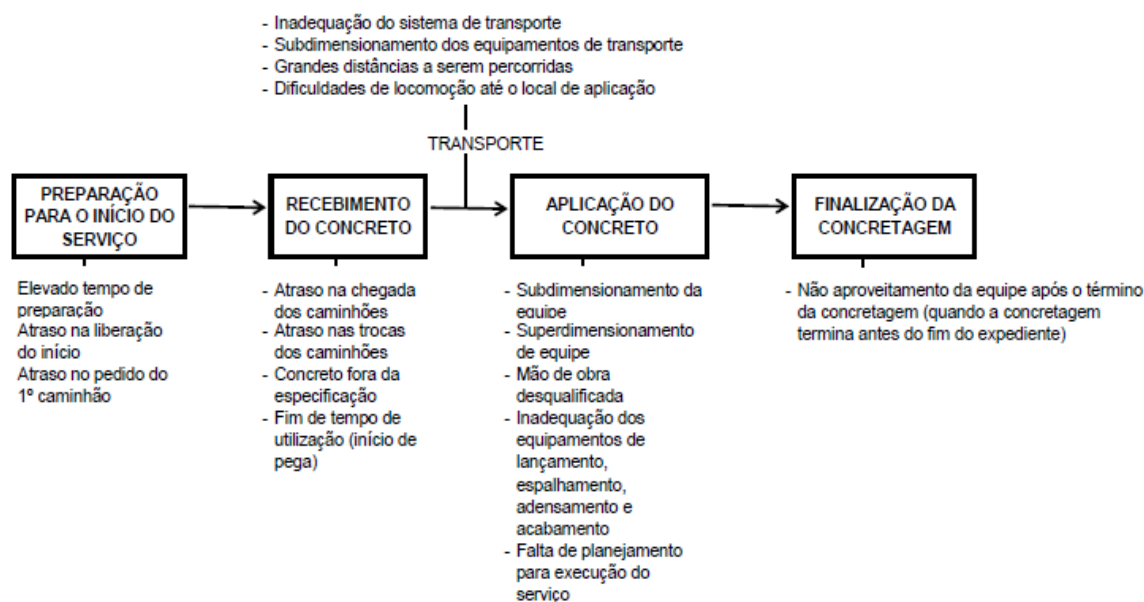 - Inadequação do sistema de transporte
- Subdimensionamento dos equipamentos de transporte
- Grandes distâncias a serem percorridas
- Dificuldades de locomoção até o local de aplicação
TRANSPORTE
PREPARAÇÃO
PARA O INÍCIO DO
SERVIÇO
RECEBIMENTO
DO CONCRETO
APLICAÇÃO DO
CONCRETO
FINALIZAÇÃO DA
CONCRETAGEM
Elevado tempo de
preparação
Atraso na liberação
do início
Atraso no pedido do
1º caminhão
- Atraso na chegada
dos caminhões
- Atraso nas trocas
dos caminhões
- Concreto fora da
especificação
- Fim de tempo de
utilização (início de
pega)
- Subdimensionamento da
equipe
- Superdimensionamento
de equipe
- Mão de obra
desqualificada
- Inadequação dos
equipamentos de
lançamento,
espalhamento,
adensamento e
acabamento
- Falta de planejamento
para execução do
serviço
- Não aproveitamento da equipe após o término
da concretagem (quando a concretagem
termina antes do fim do expediente)